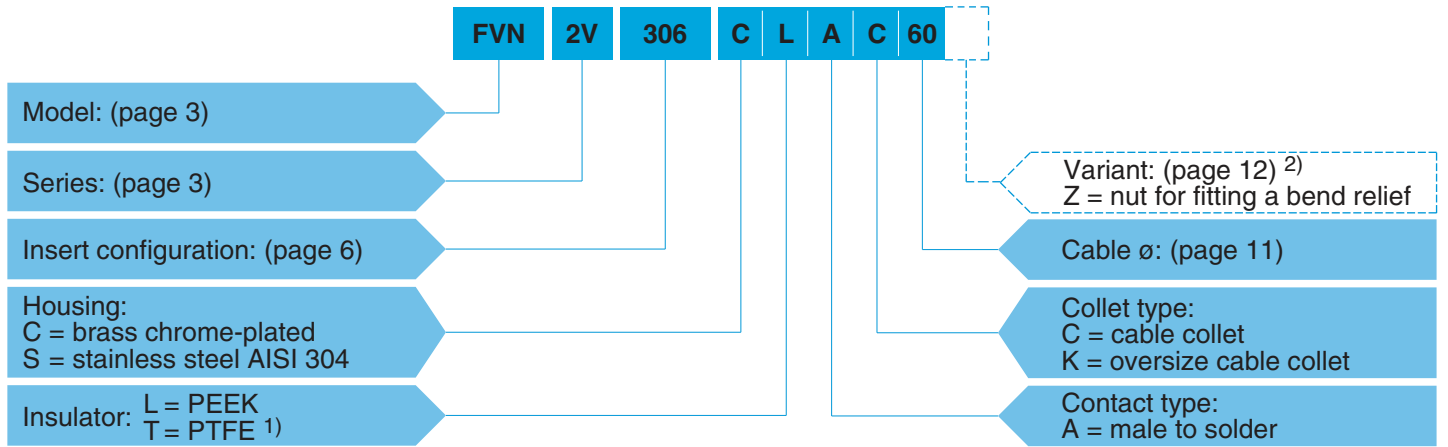 FVN 2V 306 C L A C 60
Model: (page 3)
Series: (page 3)
Insert configuration: (page 6)
Housing:
C = brass chrome-plated
S = stainless steel AISI 304
Insulator: L = PEEK
T = PTFE 1)
Variant: (page 12) 2)
Z = nut for fitting a bend relief
Cable ø: (page 11)
Collet type:
C = cable collet
K = oversize cable collet
Contact type:
A = male to solder